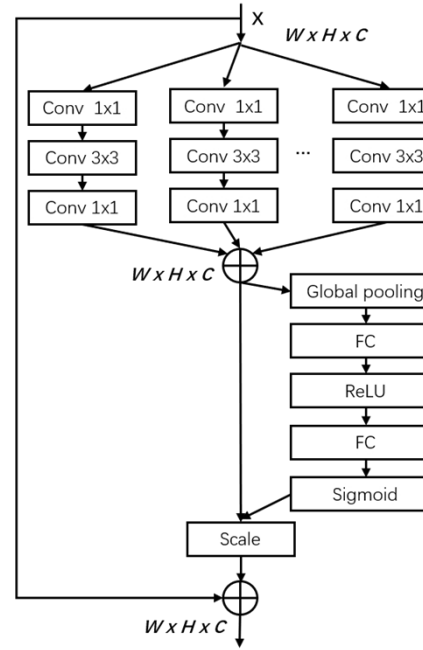 X
W x H x C
Conv 1x1 Conv 1x1 Conv 1x1
Conv 3x3 Conv 3x3 ... Conv 3x3
Conv 1x1 Conv 1x1 Conv 1x1
W x H x C
Global pooling
FC
ReLU
FC
Sigmoid
Scale
W x H x C